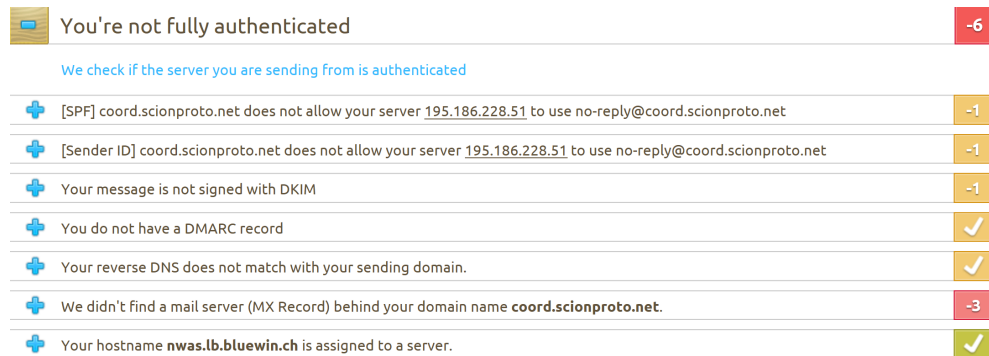 You're not fully authenticated
-6
We check if the server you are sending from is authenticated
[SPF] coord.scionproto.net does not allow your server 195.186.228.51 to use no-reply@coord.scionproto.net
-1
[Sender ID] coord.scionproto.net does not allow your server 195.186.228.51 to use no-reply@coord.scionproto.net
-1
Your message is not signed with DKIM
-1
You do not have a DMARC record
Your reverse DNS does not match with your sending domain.
We didn't find a mail server (MX Record) behind your domain name coord.scionproto.net.
-3
Your hostname nwas.lb.bluewin.ch is assigned to a server.